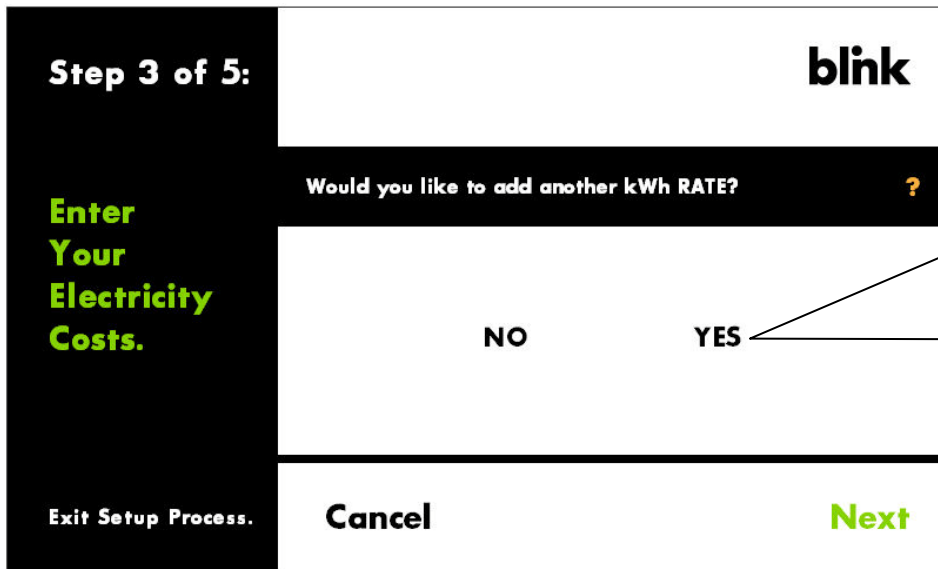 Step 3 of 5:
blink
Would you like to add another kWh RATE?
?
Enter
Your
Electricity
Costs.
NO
YES
Exit Setup Process.
Cancel
Next